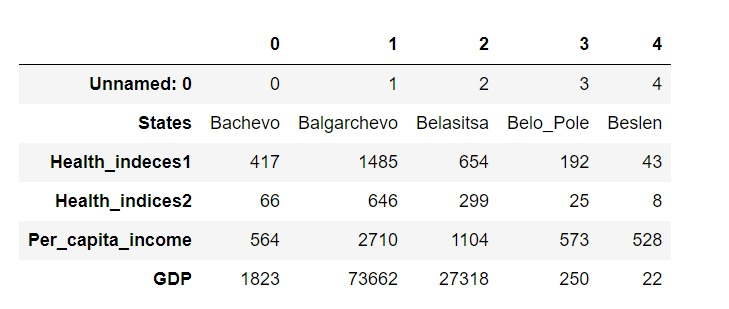 0 1 2 3 4
Unnamed: 0 0 1 2 3 4
States Bachevo Balgarchevo Belasitsa Belo_Pole Beslen
Health_indeces1 417 1485 654 192 43
Health_indices2 66 646 299 25 8
Per_capita_income 564 2710 1104 573 528
GDP 1823 73662 27318 250 22